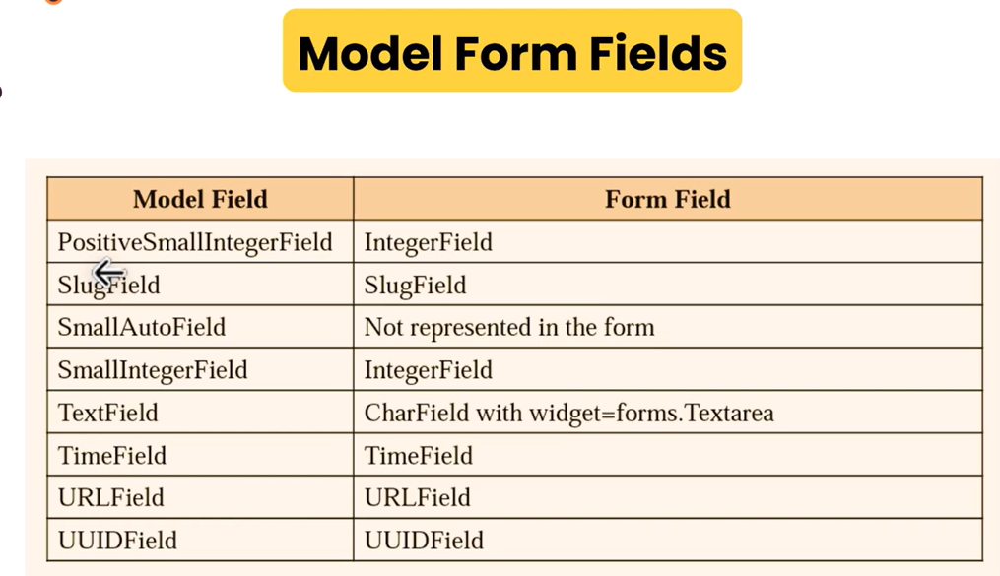 Model Form Fields
Model Field Form Field
PositiveSmallIntegerField IntegerField
SlugField SlugField
SmallAutoField Not represented in the form
SmallIntegerField IntegerField
TextField CharField with widget=forms.Textarea
TimeField TimeField
URLField URLField
UUIDField UUIDField